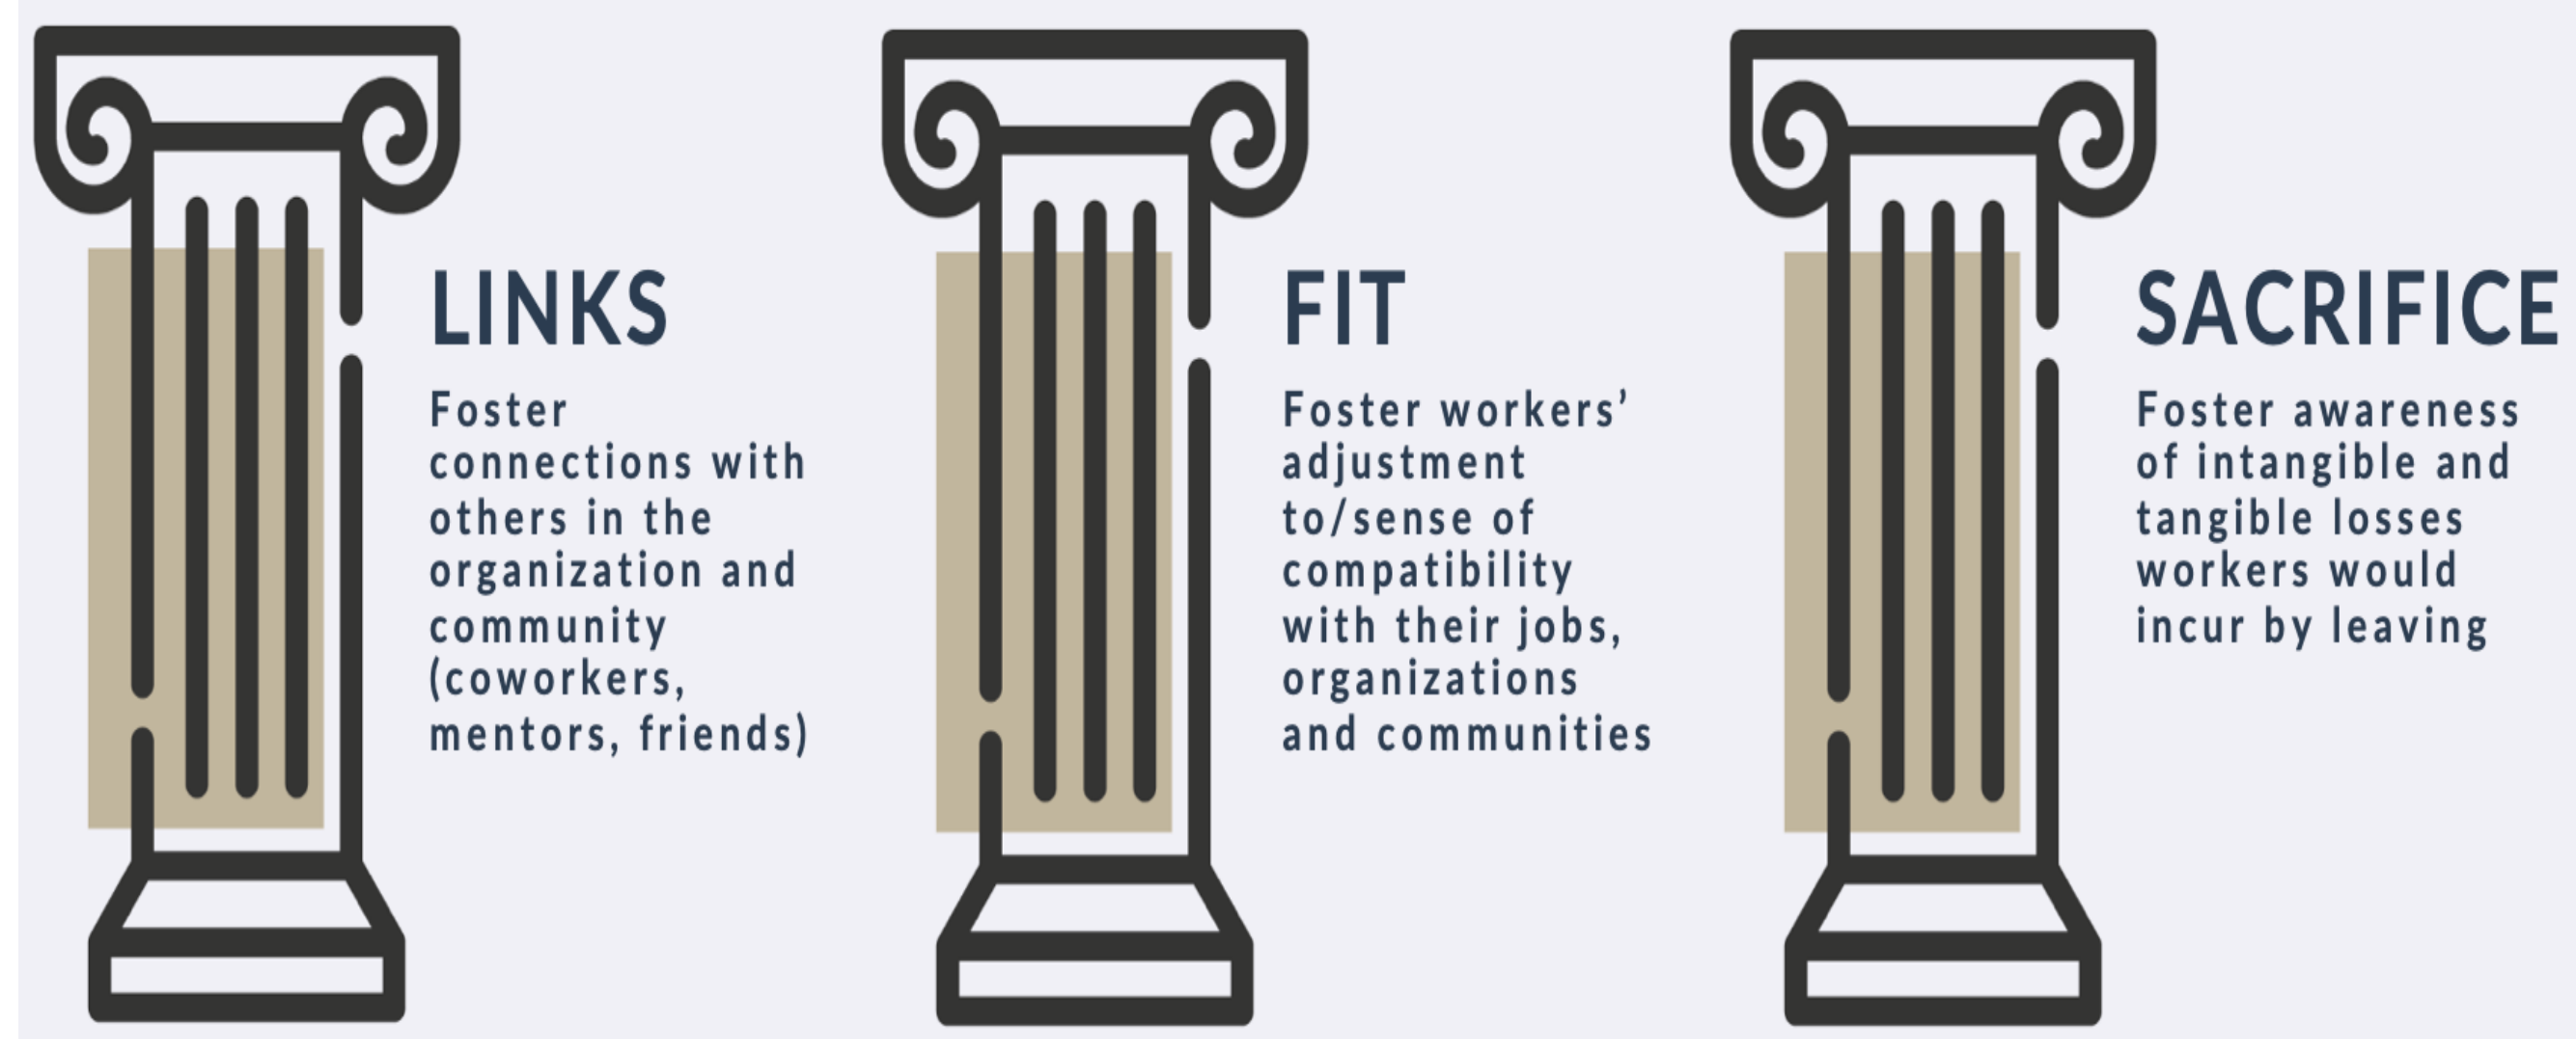 LINKS
Foster
connections with
others in the
organization and
community
(coworkers,
mentors, friends)
FIT
Foster workers’
adjustment
to/sense of
compatibility
with their jobs,
organizations
and communities
SACRIFICE
Foster awareness
of intangible and
tangible losses
workers would
incur by leaving